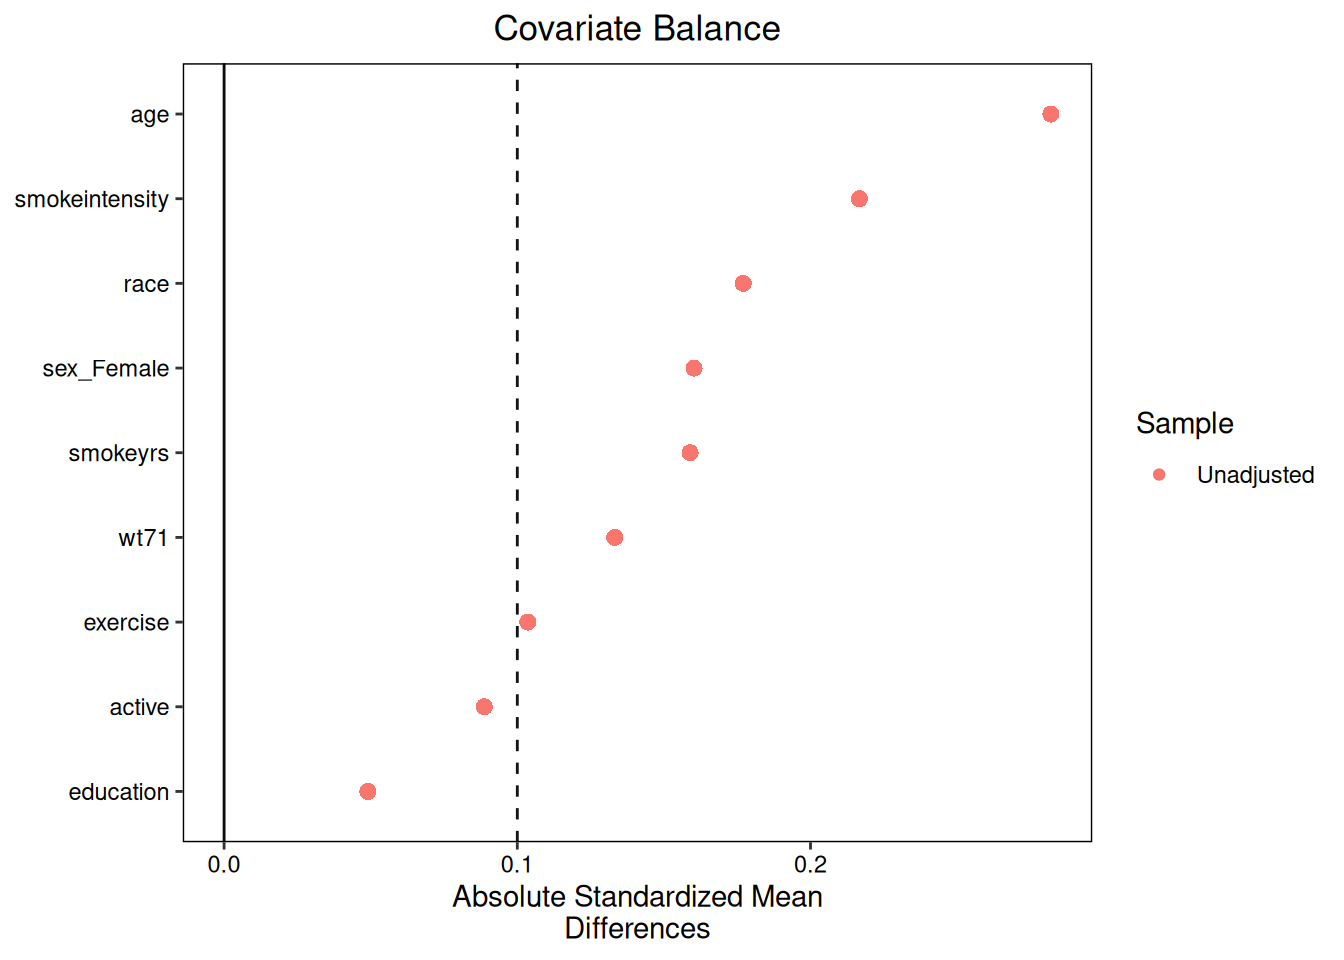 Covariate Balance
age
smokeintensity
race
sex_Female
smokeyrs
wt71
exercise
active
education
0.0
0.1
0.2
Absolute Standardized Mean
Differences
Sample
Unadjusted